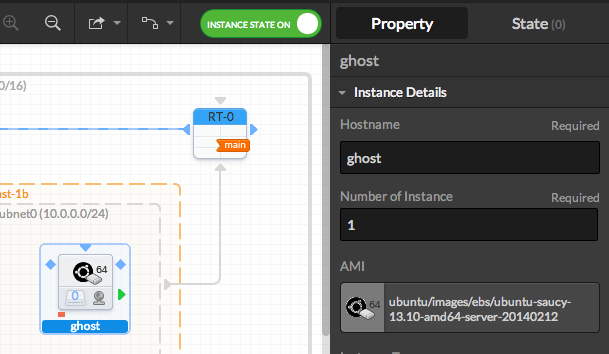 INSTANCE STATE ON
Property
State (0)
ghost
Instance Details
Hostname
Required
ghost
Number of Instance
Required
1
AMI
64
ubuntu/images/ebs/ubuntu-saucy-
13.10-amd64-server-20140212
0/16)
RT-0
main
st-1b
ubnet0 (10.0.0.0/24)
64
0
ghost